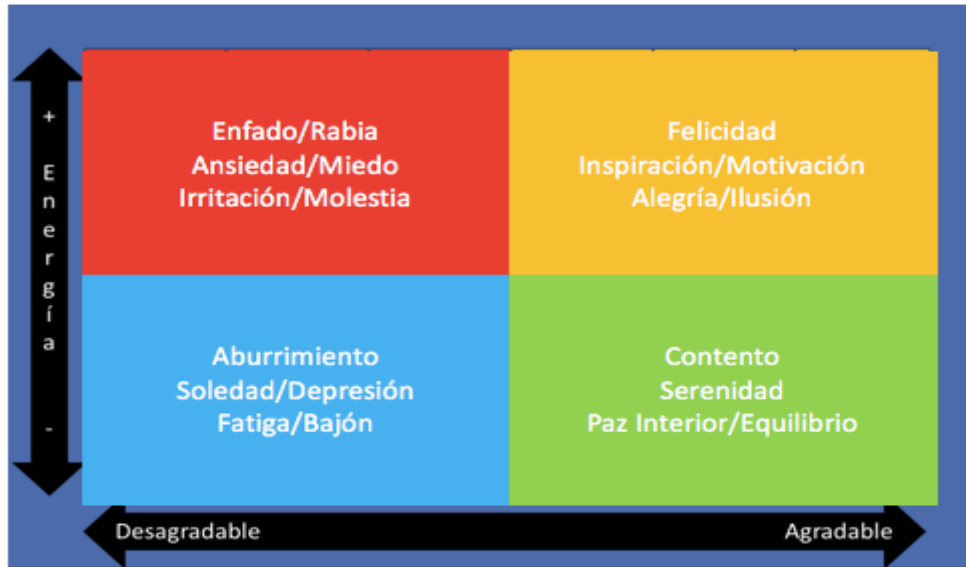 + Energía -
Enfado/Rabia
Ansiedad/Miedo
Irritación/Molestia
Felicidad
Inspiración/Motivación
Alegría/Ilusión
Aburrimiento
Soledad/Depresión
Fatiga/Bajón
Contento
Serenidad
Paz Interior/Equilibrio
Desagradable
Agradable